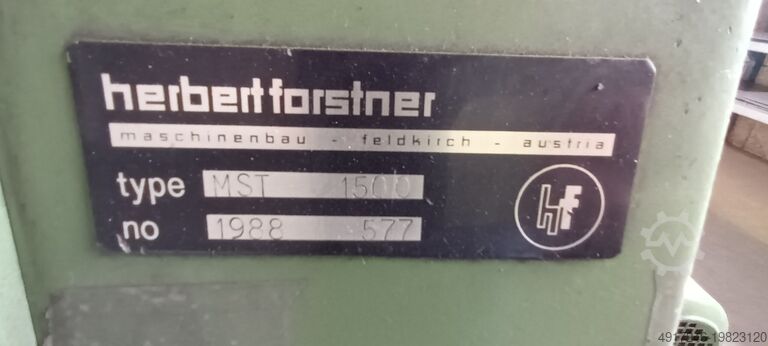 herbert forstner
maschinenbau - feldkirch - austria
type MST 1500
no 1988 577
HF